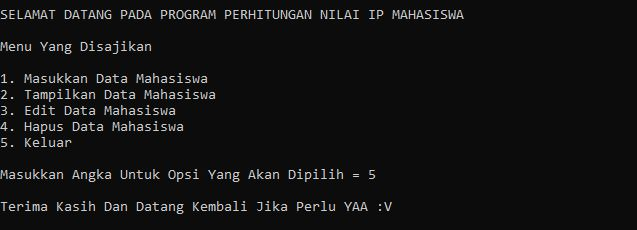 SELAMAT DATANG PADA PROGRAM PERHITUNGAN NILAI IP MAHASISWA
Menu Yang Disajikan
1. Masukkan Data Mahasiswa
2. Tampilkan Data Mahasiswa
3. Edit Data Mahasiswa
4. Hapus Data Mahasiswa
5. Keluar
Masukkan Angka Untuk Opsi Yang Akan Dipilih = 5
Terima Kasih Dan Datang Kembali Jika Perlu YAA :V